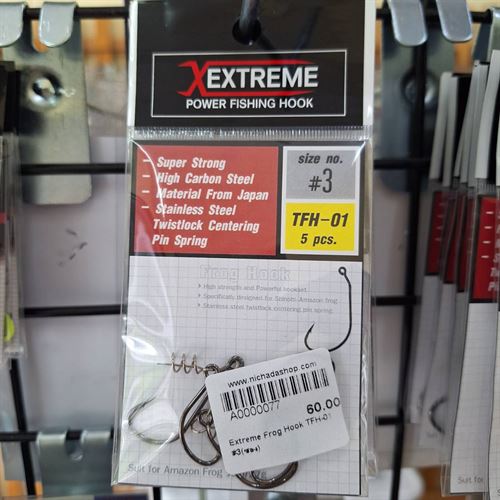 XEXTREME
POWER FISHING HOOK
- Super Strong
- High Carbon Steel
- Material From Japan
- Stainless Steel
Twistlock Centering
Pin Spring
size no.
#3
TFH-01
5 pcs.
Frog Hook
> High strength and Powerful hookset.
> Specifically designed for Soinom Amazon frog.
> Stainless steel twistlock centering pin spring.
www.nichadashop.com
A0000077
60.00
Extreme Frog Hook TFH-01
#3
Suit for Amazon Frog